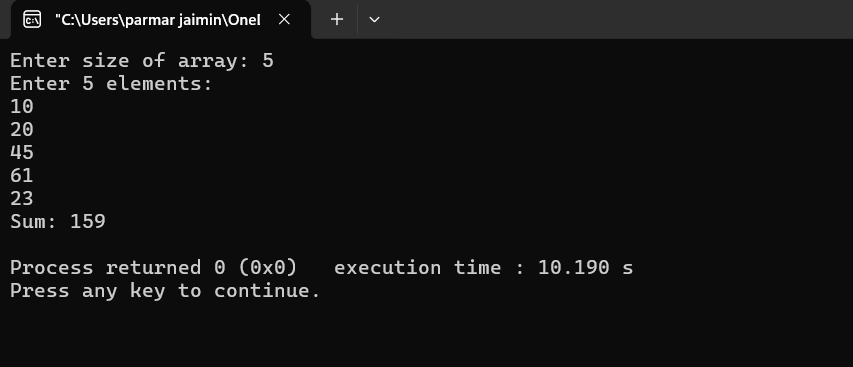 "C:\Users\parmar jaimin\Onel
Enter size of array: 5
Enter 5 elements:
10
20
45
61
23
Sum: 159
Process returned 0 (0x0)   execution time : 10.190 s
Press any key to continue.